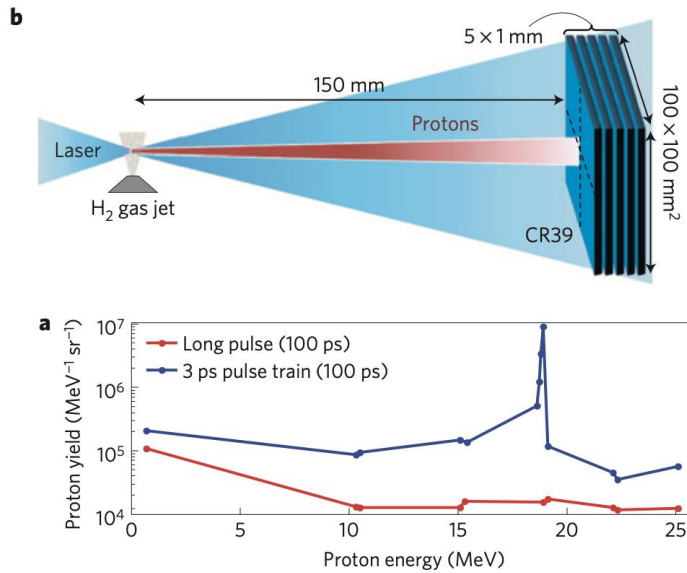 b
5 × 1 mm
150 mm
Protons
Laser
100 × 100 mm²
H₂ gas jet
CR39
a
10⁷
Long pulse (100 ps)
3 ps pulse train (100 ps)
10⁶
10⁵
10⁴
Proton yield (MeV⁻¹ sr⁻¹)
0 5 10 15 20 25
Proton energy (MeV)